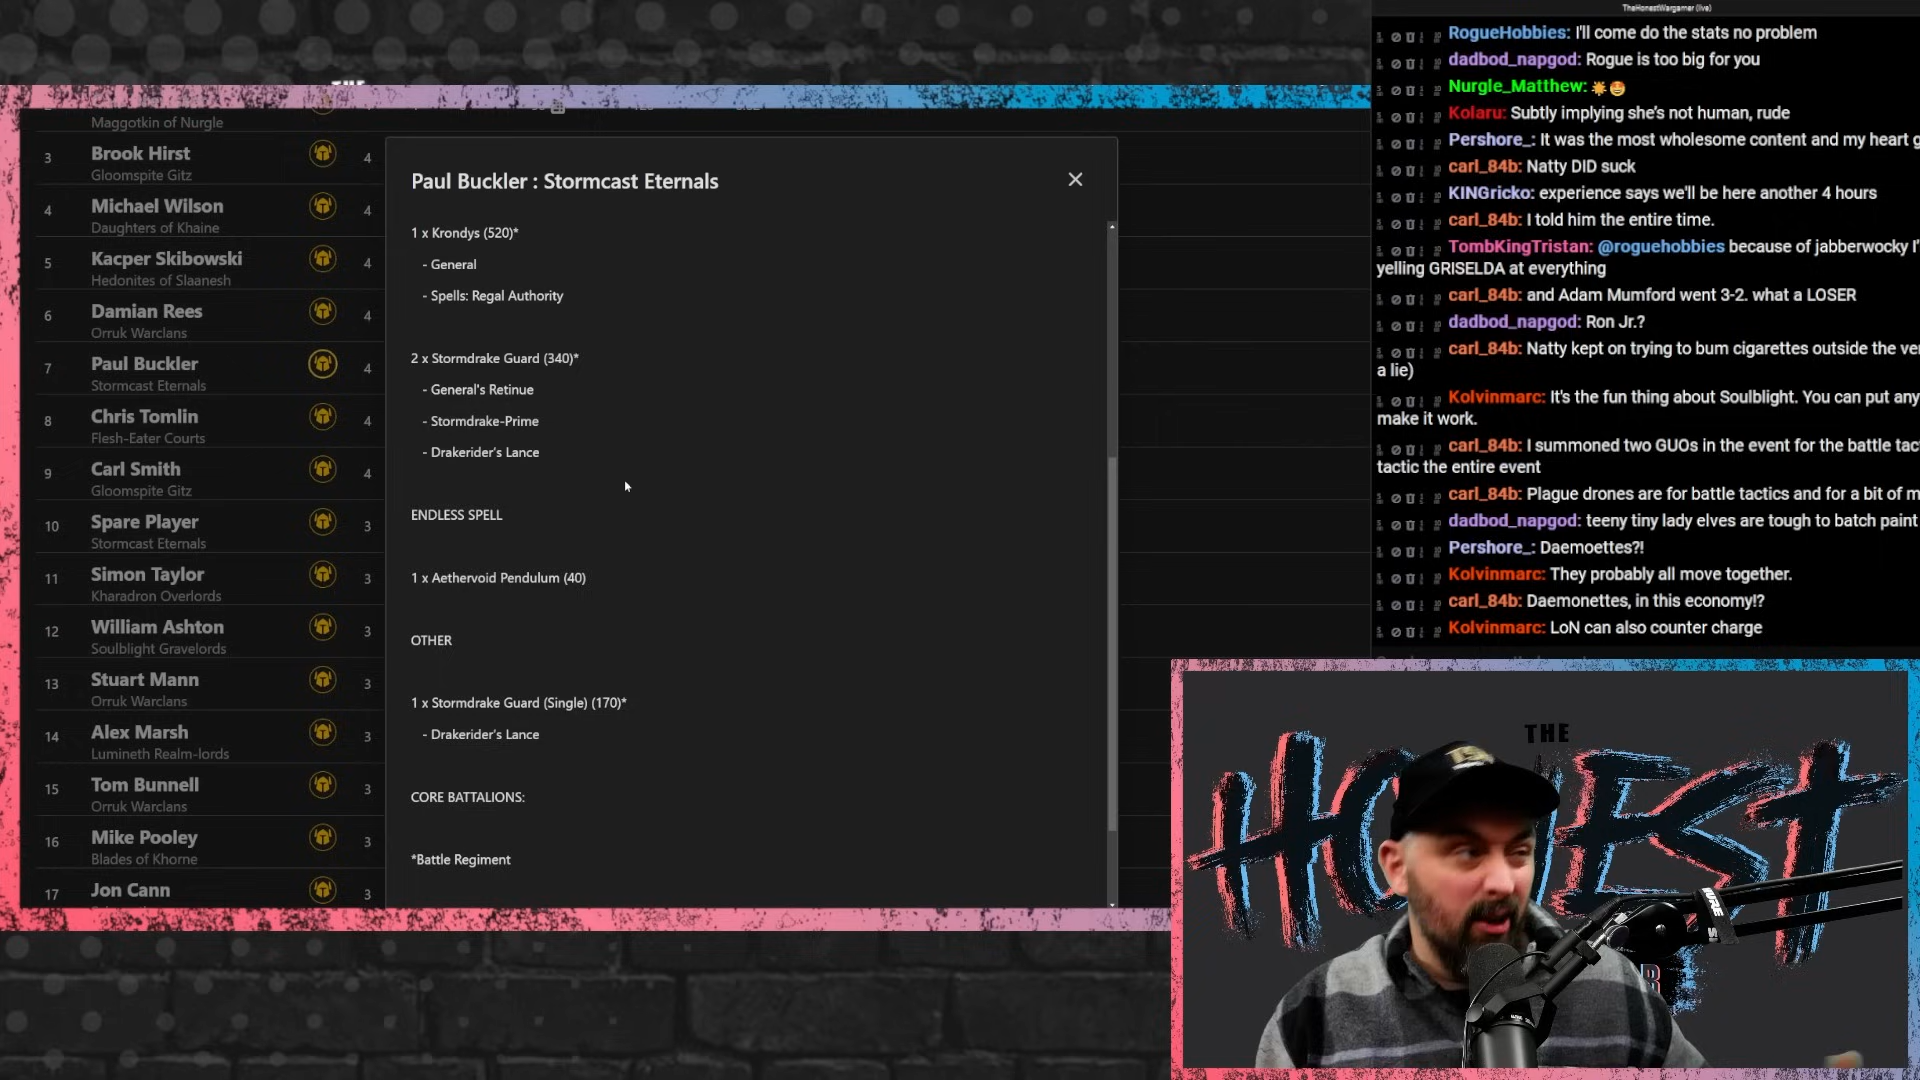 TheHonestWargamer (live)
THE
Maggotkin of Nurgle
3 Brook Hirst 4
Gloomspite Gitz
4 Michael Wilson 4
Daughters of Khaine
5 Kacper Skibowski 4
Hedonites of Slaanesh
6 Damian Rees 4
Orruk Warclans
7 Paul Buckler 4
Stormcast Eternals
8 Chris Tomlin 4
Flesh-Eater Courts
9 Carl Smith 4
Gloomspite Gitz
10 Spare Player 3
Stormcast Eternals
11 Simon Taylor 3
Kharadron Overlords
12 William Ashton 3
Soulblight Gravelords
13 Stuart Mann 3
Orruk Warclans
14 Alex Marsh 3
Lumineth Realm-lords
15 Tom Bunnell 3
Orruk Warclans
16 Mike Pooley 3
Blades of Khorne
17 Jon Cann 3
Paul Buckler : Stormcast Eternals
1 x Krondys (520)*
- General
- Spells: Regal Authority
2 x Stormdrake Guard (340)*
- General's Retinue
- Stormdrake-Prime
- Drakerider's Lance
ENDLESS SPELL
1 x Aethervoid Pendulum (40)
OTHER
1 x Stormdrake Guard (Single) (170)*
- Drakerider's Lance
CORE BATTALIONS:
*Battle Regiment
RogueHobbies: I'll come do the stats no problem
dadbod_napgod: Rogue is too big for you
Nurgle_Matthew:
Kolaru: Subtly implying she's not human, rude
Pershore_: It was the most wholesome content and my heart g
carl_84b: Natty DID suck
KINGricko: experience says we'll be here another 4 hours
carl_84b: I told him the entire time.
TombKingTristan: @roguehobbies because of jabberwocky I'
yelling GRISELDA at everything
carl_84b: and Adam Mumford went 3-2. what a LOSER
dadbod_napgod: Ron Jr.?
carl_84b: Natty kept on trying to bum cigarettes outside the ve
a lie)
Kolvinmarc: It's the fun thing about Soulblight. You can put any
make it work.
carl_84b: I summoned two GUOs in the event for the battle tac
tactic the entire event
carl_84b: Plague drones are for battle tactics and for a bit of m
dadbod_napgod: teeny tiny lady elves are tough to batch paint
Pershore_: Daemoettes?!
Kolvinmarc: They probably all move together.
carl_84b: Daemonettes, in this economy!?
Kolvinmarc: LoN can also counter charge
THE
HONEST